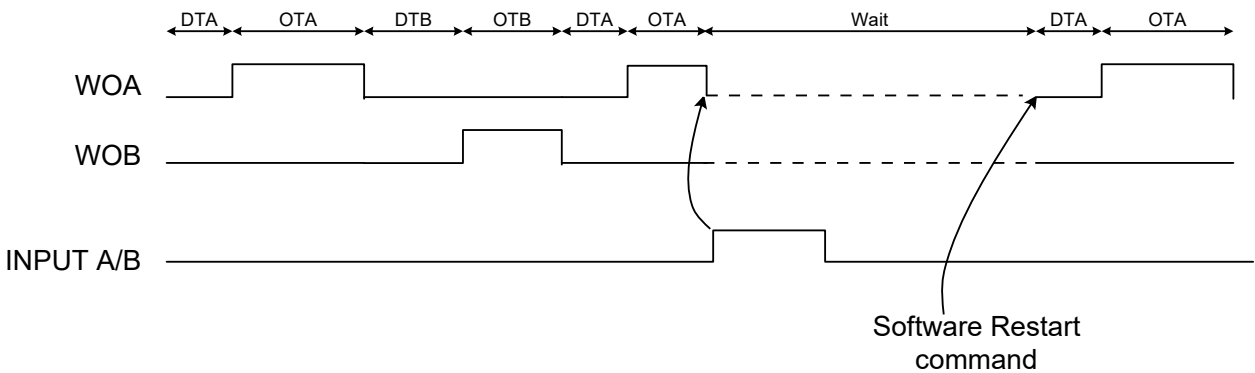 DTA OTA DTB OTB DTA OTA Wait DTA OTA
WOA
WOB
INPUT A/B
Software Restart
command